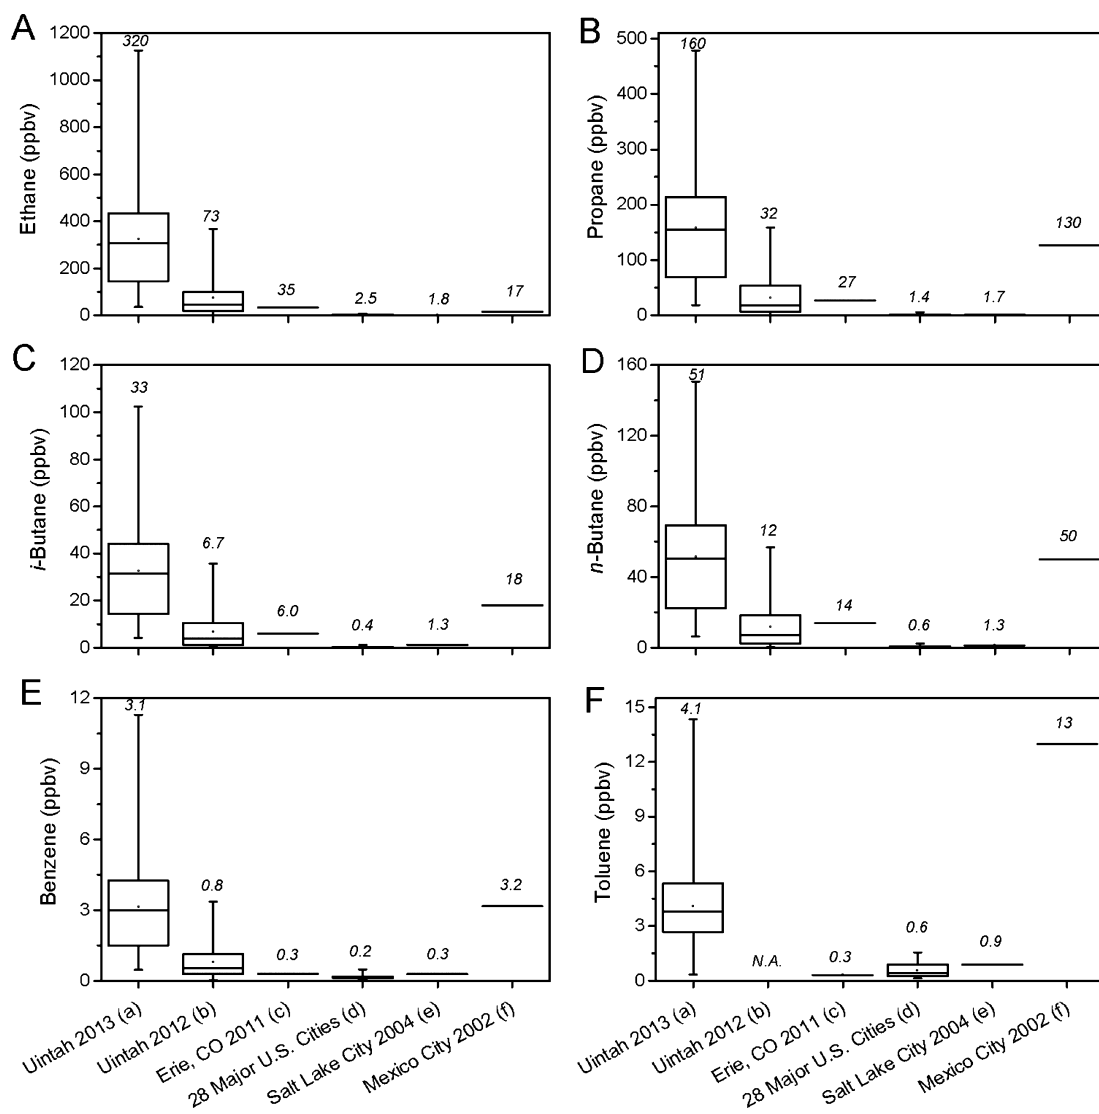 A
B
1200
1000
800
600
400
200
0
Ethane (ppbv)
320
73
35
2.5
1.8
17
500
400
300
200
100
0
Propane (ppbv)
160
32
27
1.4
1.7
130
C
D
120
100
80
60
40
20
0
i-Butane (ppbv)
33
6.7
6.0
0.4
1.3
18
160
120
80
40
0
n-Butane (ppbv)
51
12
14
0.6
1.3
50
E
F
12
9
6
3
0
Benzene (ppbv)
3.1
0.8
0.3
0.2
0.3
3.2
15
12
9
6
3
0
Toluene (ppbv)
4.1
N.A.
0.3
0.6
0.9
13
Uintah 2013 (a)
Uintah 2012 (b)
Erie, CO 2011 (c)
28 Major U.S. Cities (d)
Salt Lake City 2004 (e)
Mexico City 2002 (f)
Uintah 2013 (a)
Uintah 2012 (b)
Erie, CO 2011 (c)
28 Major U.S. Cities (d)
Salt Lake City 2004 (e)
Mexico City 2002 (f)